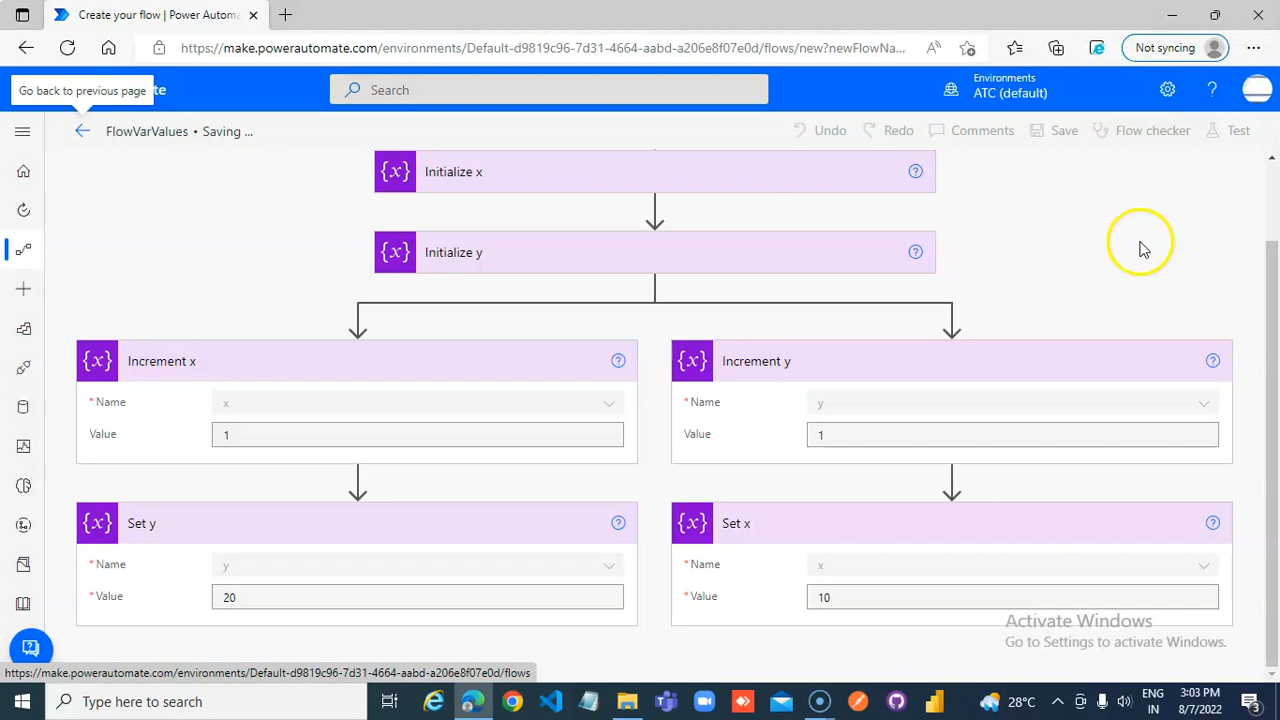 Create your flow | Power Automa
https://make.powerautomate.com/environments/Default-d9819c96-7d31-4664-aabd-a206e8f07e0d/flows/new?newFlowNa...
Not syncing
Go back to previous page
te
Search
Environments
ATC (default)
FlowVarValues • Saving ...
Undo
Redo
Comments
Save
Flow checker
Test
{x} Initialize x
{x} Initialize y
{x} Increment x
* Name x
Value 1
{x} Increment y
* Name y
Value 1
{x} Set y
* Name y
* Value 20
{x} Set x
* Name x
* Value 10
Activate Windows
Go to Settings to activate Windows.
https://make.powerautomate.com/environments/Default-d9819c96-7d31-4664-aabd-a206e8f07e0d/flows
Type here to search
28°C
ENG
IN
3:03 PM
8/7/2022
3